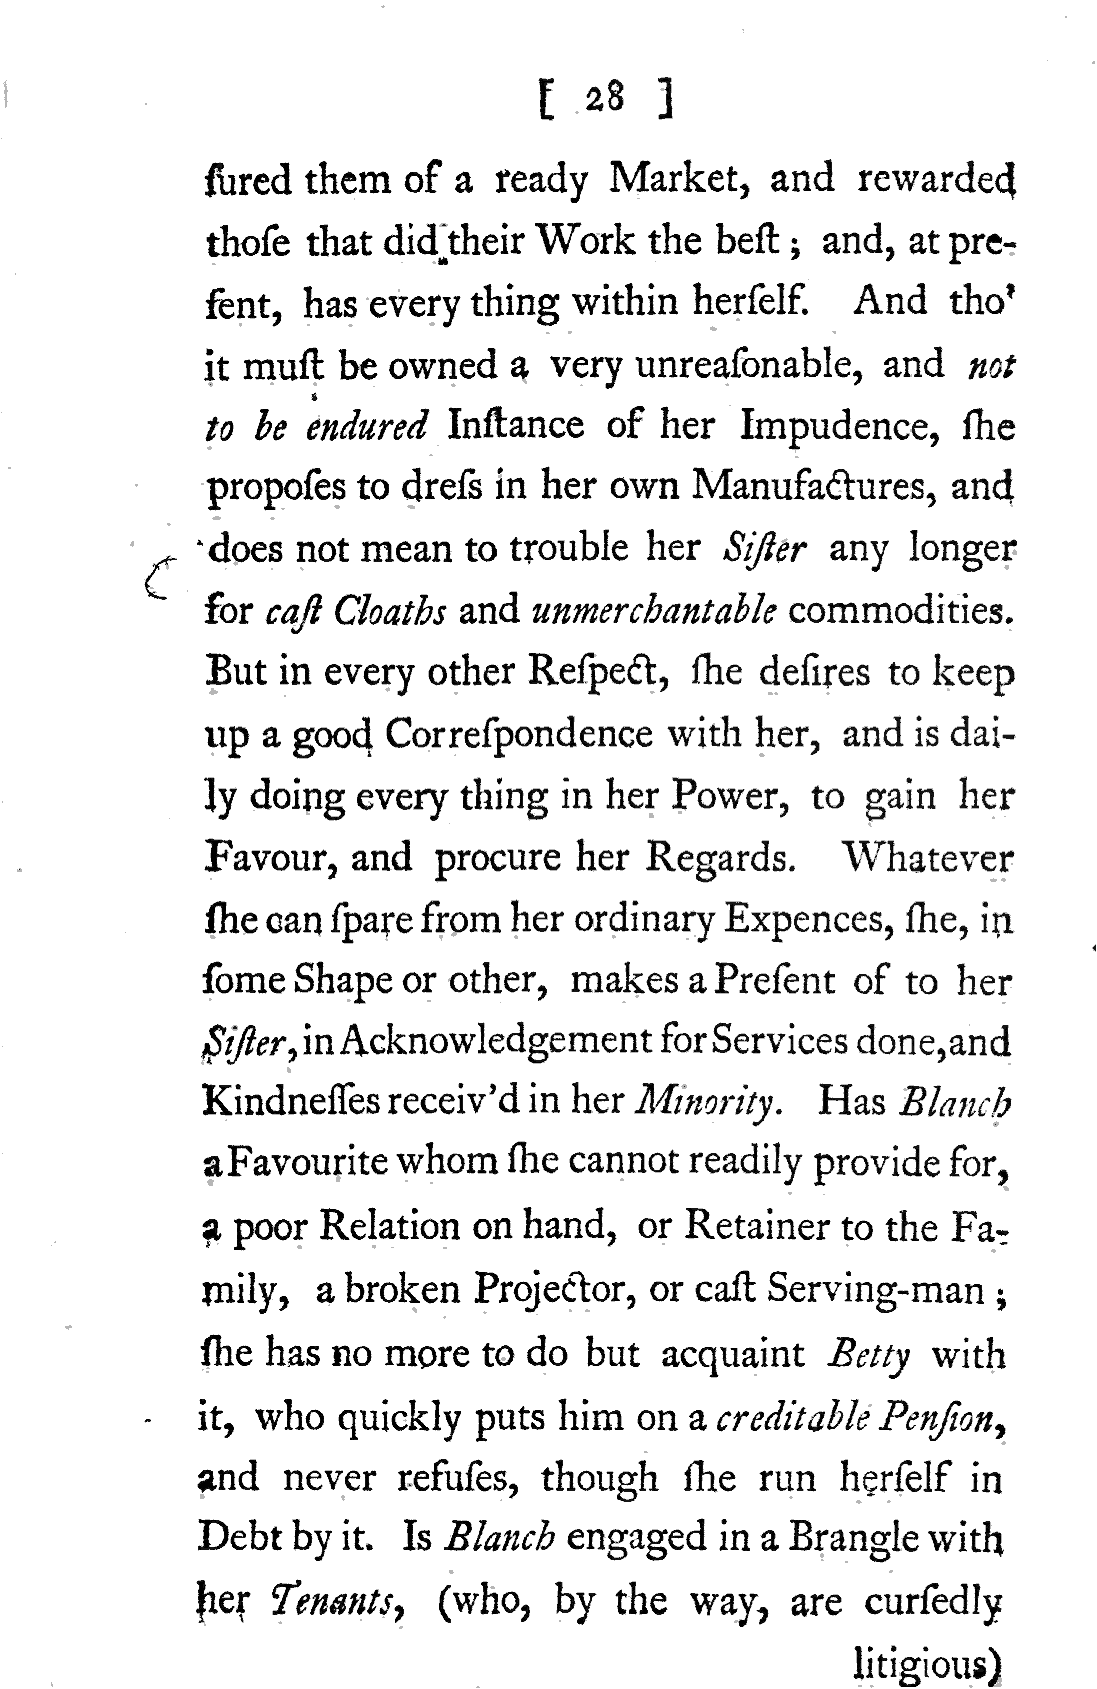 [ 28 ]
ſured them of a ready Market, and rewarded
thoſe that did their Work the beſt ; and, at pre-
ſent, has every thing within herſelf. And tho'
it muſt be owned a very unreaſonable, and not
to be endured Inſtance of her Impudence, ſhe
propoſes to dreſs in her own Manufactures, and
does not mean to trouble her Siſter any longer
for caſt Cloaths and unmerchantable commodities.
But in every other Reſpect, ſhe deſires to keep
up a good Correſpondence with her, and is dai-
ly doing every thing in her Power, to gain her
Favour, and procure her Regards. Whatever
ſhe can ſpare from her ordinary Expences, ſhe, in
ſome Shape or other, makes a Preſent of to her
Siſter, in Acknowledgement for Services done, and
Kindneſſes receiv'd in her Minority. Has Blanch
a Favourite whom ſhe cannot readily provide for,
a poor Relation on hand, or Retainer to the Fa-
mily, a broken Projector, or caſt Serving-man ;
ſhe has no more to do but acquaint Betty with
it, who quickly puts him on a creditable Penſion,
and never refuſes, though ſhe run herſelf in
Debt by it. Is Blanch engaged in a Brangle with
her Tenants, (who, by the way, are curſedly
litigious)